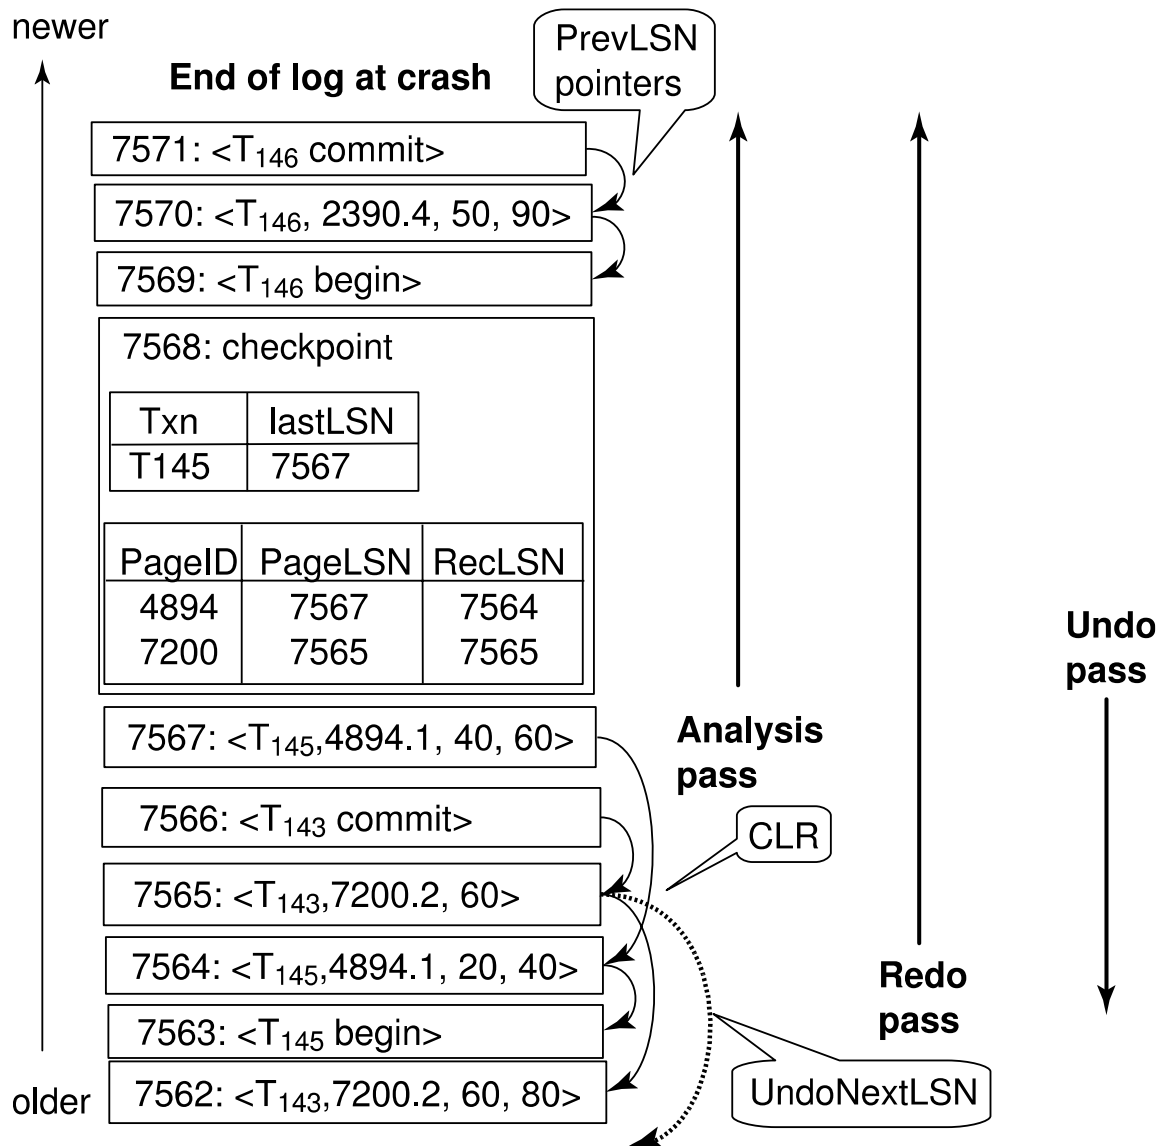 newer
PrevLSN
pointers
End of log at crash
7571: <T146 commit>
7570: <T146, 2390.4, 50, 90>
7569: <T146 begin>
7568: checkpoint
Txn lastLSN
T145 7567
PageID PageLSN RecLSN
4894 7567 7564
7200 7565 7565
Undo
pass
7567: <T145,4894.1, 40, 60>
Analysis
pass
7566: <T143 commit>
CLR
7565: <T143,7200.2, 60>
7564: <T145,4894.1, 20, 40>
Redo
pass
7563: <T145 begin>
older
7562: <T143,7200.2, 60, 80>
UndoNextLSN